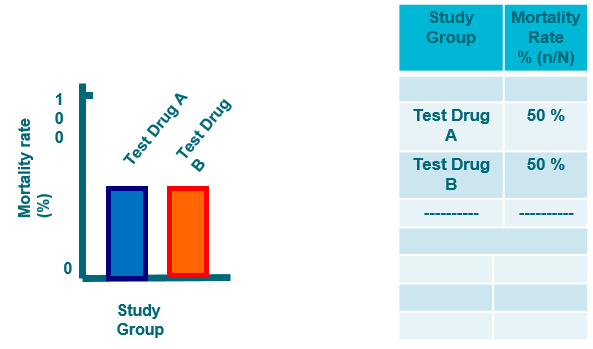 Mortality rate
(%)
1
0
0
0
Test Drug A
Test Drug
B
Study
Group
Study
Group
Mortality
Rate
% (n/N)
Test Drug
A
50 %
Test Drug
B
50 %
----------
----------